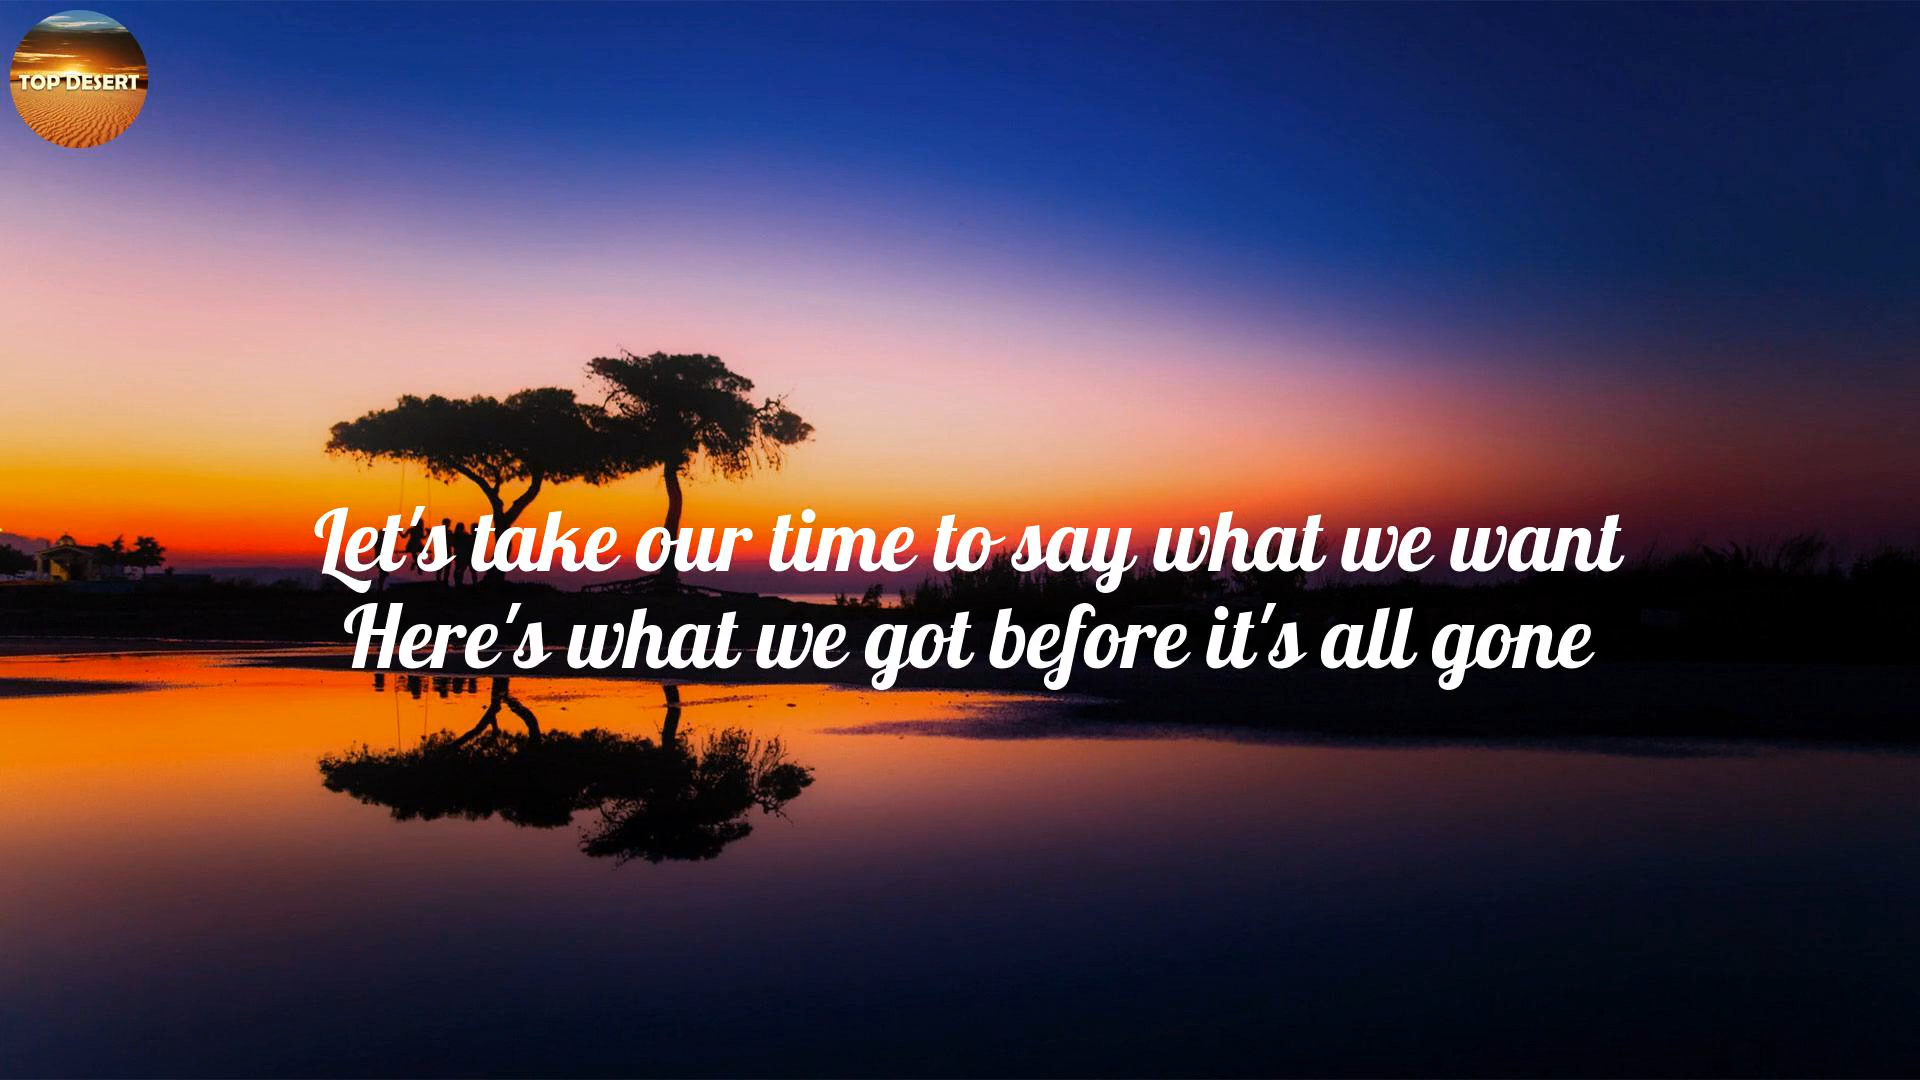 TOP DESERT
Let's take our time to say what we want
Here's what we got before it's all gone